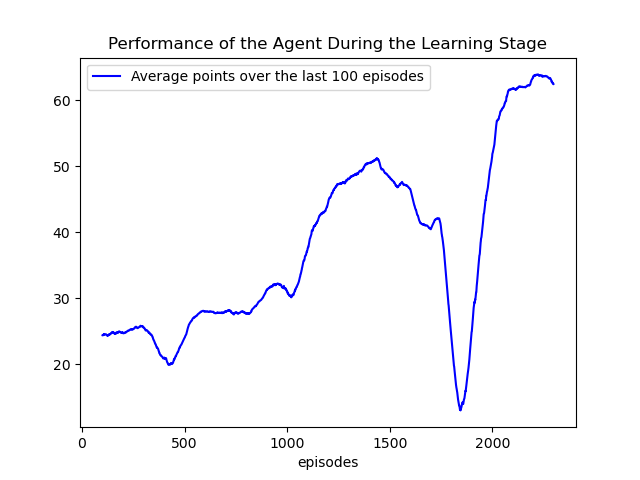 Performance of the Agent During the Learning Stage
Average points over the last 100 episodes
60
50
40
30
20
0 500 1000 1500 2000
episodes